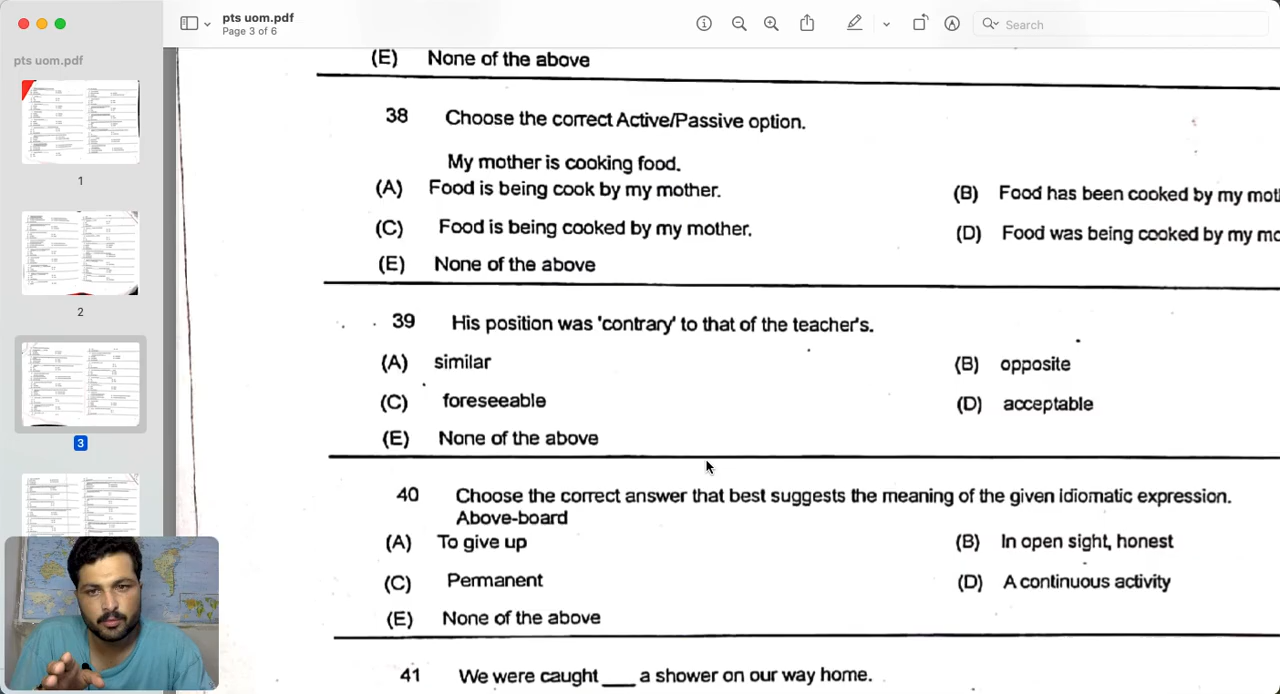 pts uom.pdf
Page 3 of 6
Search
pts uom.pdf
1
2
3
(E) None of the above
38 Choose the correct Active/Passive option.
My mother is cooking food.
(A) Food is being cook by my mother.
(B) Food has been cooked by my mot
(C) Food is being cooked by my mother.
(D) Food was being cooked by my mo
(E) None of the above
39 His position was 'contrary' to that of the teacher's.
(A) similar
(B) opposite
(C) foreseeable
(D) acceptable
(E) None of the above
40 Choose the correct answer that best suggests the meaning of the given idiomatic expression.
Above-board
(A) To give up
(B) In open sight, honest
(C) Permanent
(D) A continuous activity
(E) None of the above
41 We were caught ___ a shower on our way home.